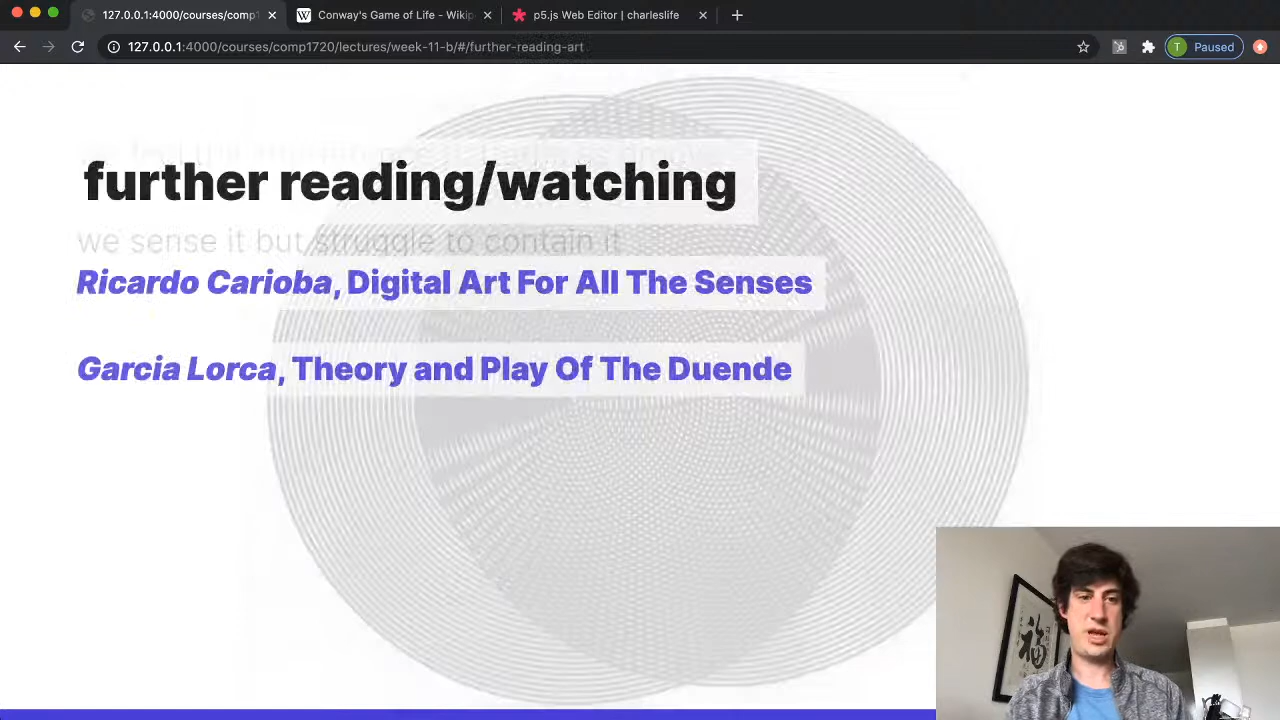 127.0.0.1:4000/courses/comp1
Conway's Game of Life - Wikip
p5.js Web Editor | charleslife
127.0.0.1:4000/courses/comp1720/lectures/week-11-b/#/further-reading-art
T Paused
further reading/watching
we sense it but struggle to contain it
Ricardo Carioba, Digital Art For All The Senses
Garcia Lorca, Theory and Play Of The Duende